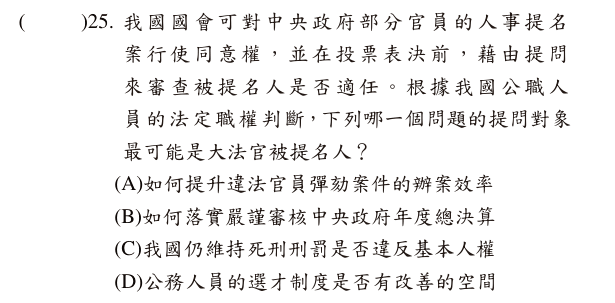 (　　)25. 我國國會可對中央政府部分官員的人事提名
案行使同意權，並在投票表決前，藉由提問
來審查被提名人是否適任。根據我國公職人
員的法定職權判斷，下列哪一個問題的提問對象
最可能是大法官被提名人？
(A)如何提升違法官員彈劾案件的辦案效率
(B)如何落實嚴謹審核中央政府年度總決算
(C)我國仍維持死刑刑罰是否違反基本人權
(D)公務人員的選才制度是否有改善的空間